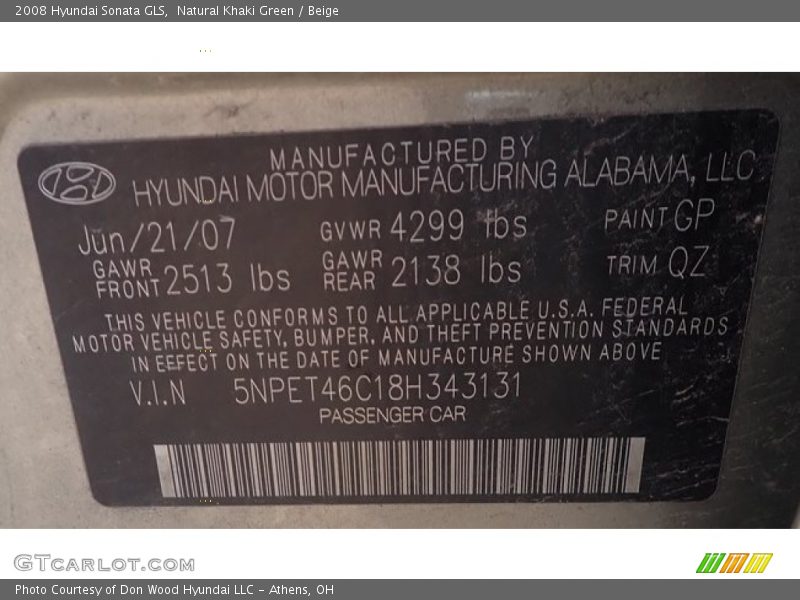 2008 Hyundai Sonata GLS,  Natural Khaki Green / Beige
MANUFACTURED BY
HYUNDAI MOTOR MANUFACTURING ALABAMA, LLC
Jun/21/07 GVWR 4299 lbs PAINT GP
GAWR FRONT 2513 lbs GAWR REAR 2138 lbs TRIM QZ
THIS VEHICLE CONFORMS TO ALL APPLICABLE U.S.A. FEDERAL
MOTOR VEHICLE SAFETY, BUMPER, AND THEFT PREVENTION STANDARDS
IN EFFECT ON THE DATE OF MANUFACTURE SHOWN ABOVE
V.I.N 5NPET46C18H343131
PASSENGER CAR
GTCARLOT.COM
Photo Courtesy of Don Wood Hyundai LLC - Athens, OH